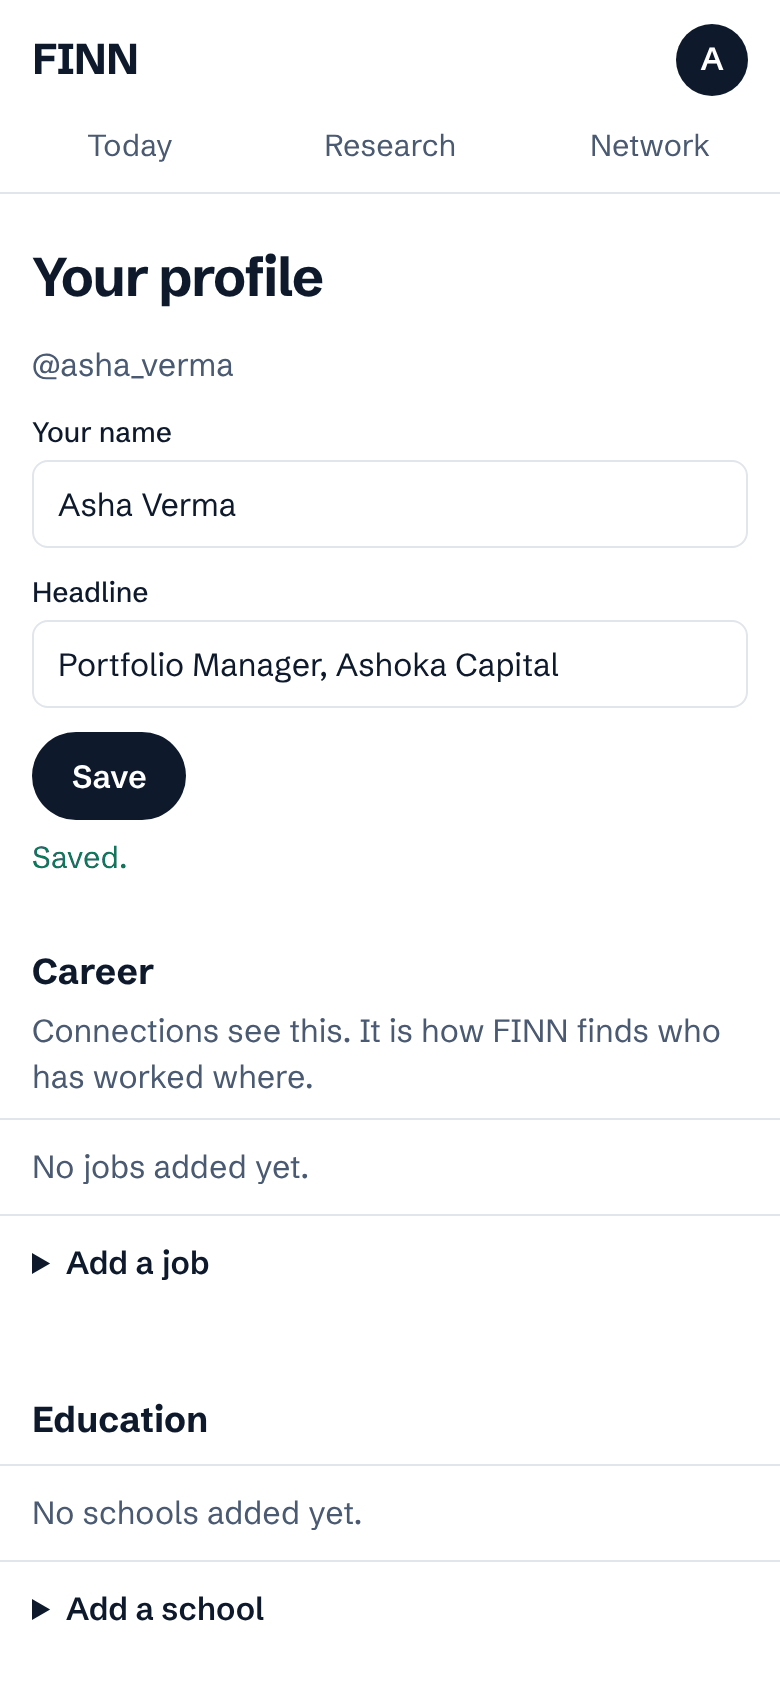 FINN
A
Today Research Network
Your profile
@asha_verma
Your name
Asha Verma
Headline
Portfolio Manager, Ashoka Capital
Save
Saved.
Career
Connections see this. It is how FINN finds who
has worked where.
No jobs added yet.
Add a job
Education
No schools added yet.
Add a school